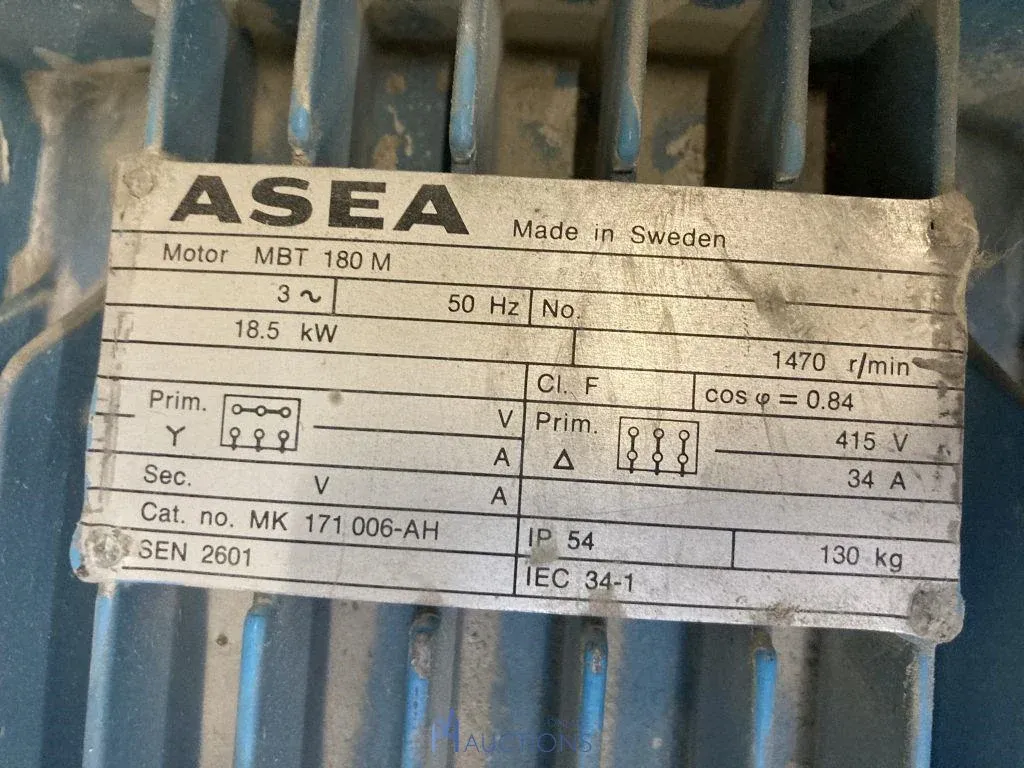 ASEA Made in Sweden
Motor MBT 180 M
3 ~ 50 Hz No.
18.5 kW 1470 r/min
Cl. F cos φ = 0.84
Prim. V Prim. 415 V
Y A Δ 34 A
Sec. V A
Cat. no. MK 171 006-AH IP 54 130 kg
SEN 2601 IEC 34-1
AUCTIONS